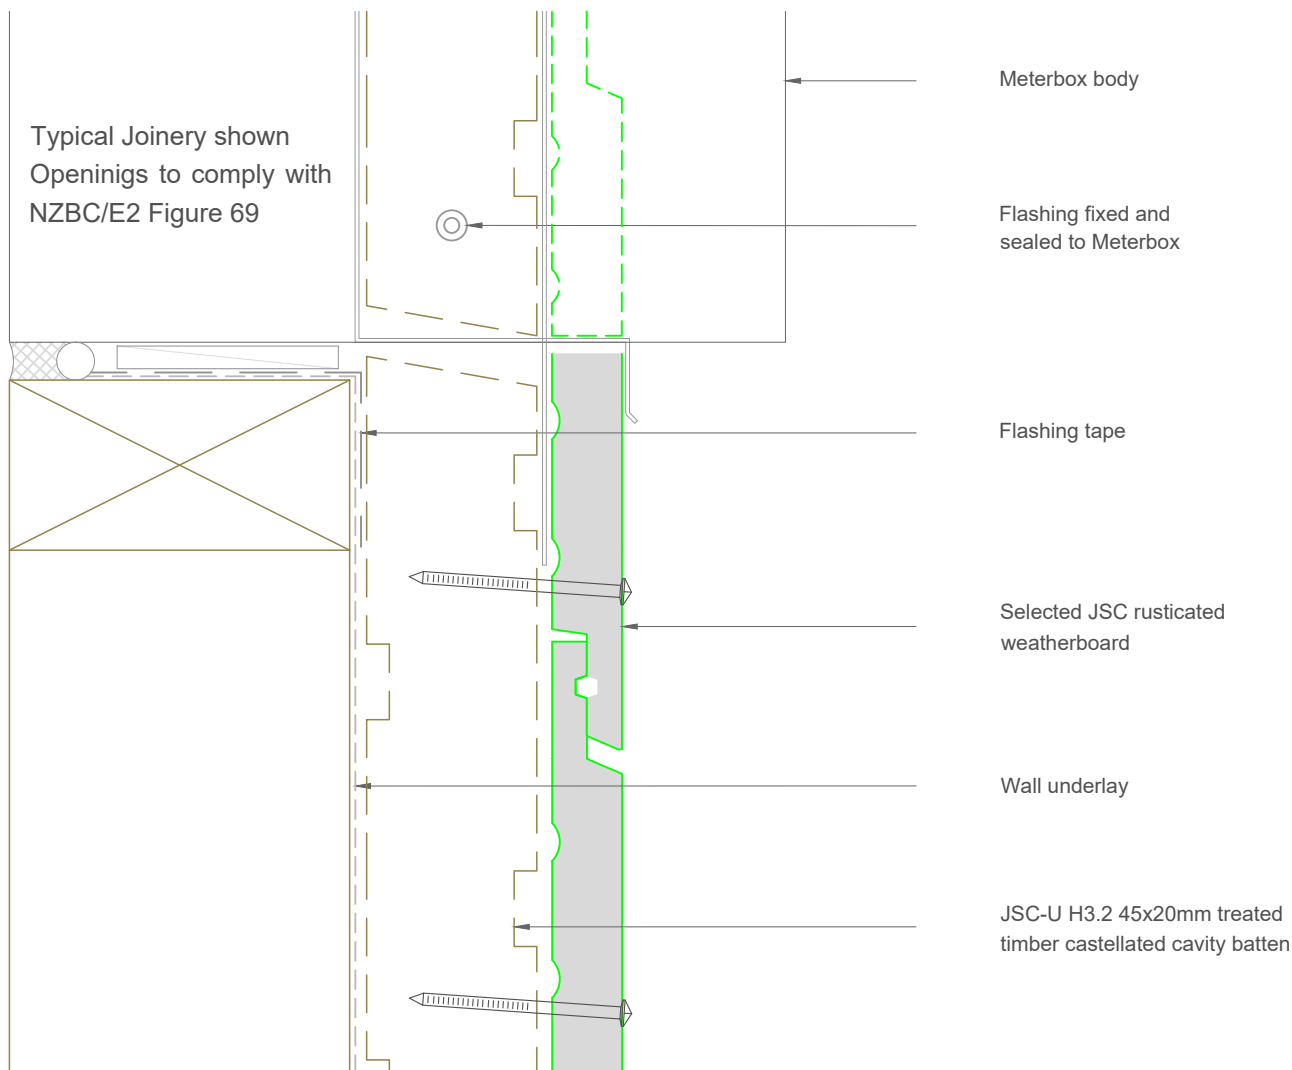 Typical Joinery shown
Openinigs to comply with
NZBC/E2 Figure 69
Meterbox body
Flashing fixed and
sealed to Meterbox
Flashing tape
Selected JSC rusticated
weatherboard
Wall underlay
JSC-U H3.2 45x20mm treated
timber castellated cavity batten